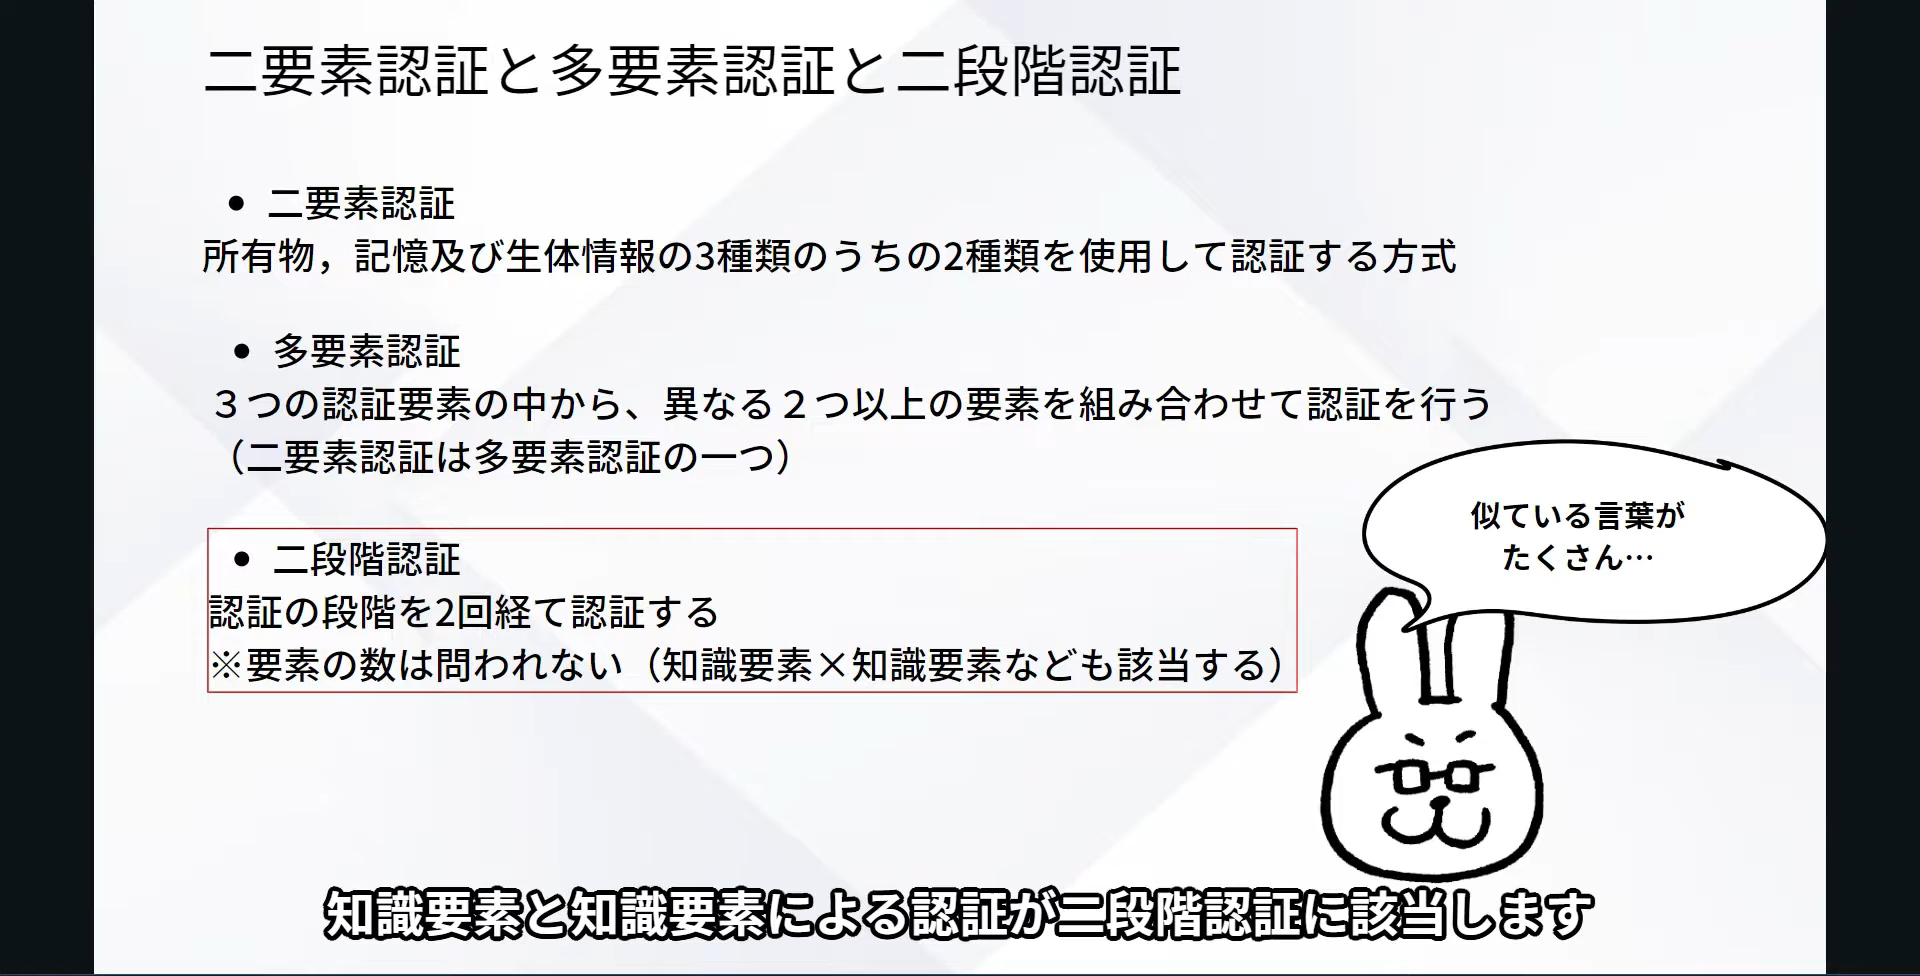 二要素認証と多要素認証と二段階認証
• 二要素認証
所有物，記憶及び生体情報の3種類のうちの2種類を使用して認証する方式
• 多要素認証
３つの認証要素の中から、異なる２つ以上の要素を組み合わせて認証を行う
（二要素認証は多要素認証の一つ）
• 二段階認証
認証の段階を2回経て認証する
※要素の数は問われない（知識要素×知識要素なども該当する）
似ている言葉が
たくさん…
知識要素と知識要素による認証が二段階認証に該当します